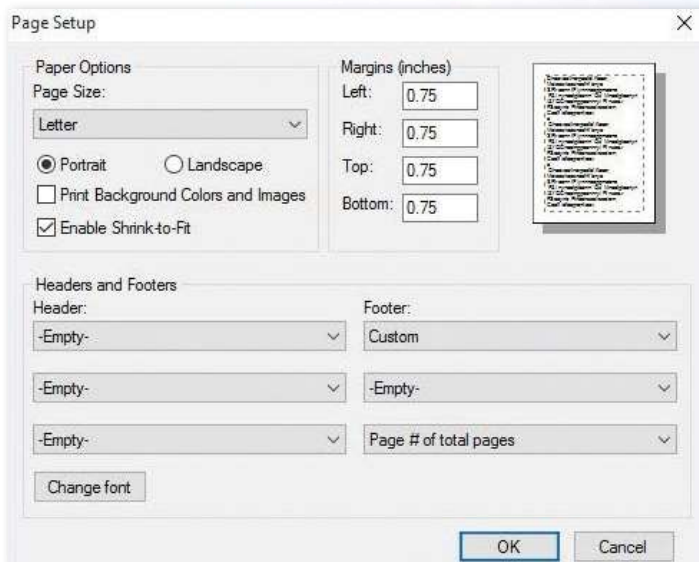 Page Setup
Paper Options
Page Size:
Letter
Portrait Landscape
Print Background Colors and Images
Enable Shrink-to-Fit
Margins (inches)
Left: 0.75
Right: 0.75
Top: 0.75
Bottom: 0.75
Headers and Footers
Header: Footer:
-Empty- Custom
-Empty- -Empty-
-Empty- Page # of total pages
Change font
OK Cancel